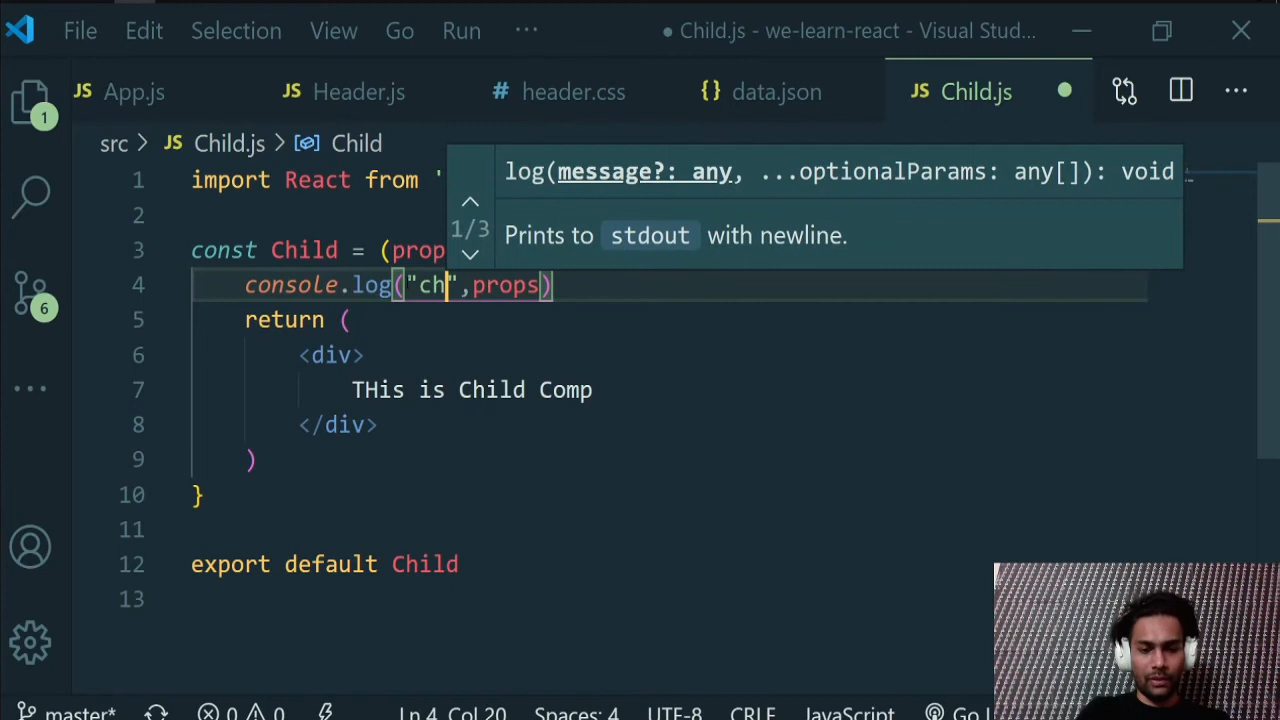 File Edit Selection View Go Run ··· ● Child.js - we-learn-react - Visual Stud...
JS App.js JS Header.js # header.css {} data.json JS Child.js ●
1
src > JS Child.js > Child
1 import React from '
2
3 const Child = (prop
4 console.log("ch",props)
5 return (
6 <div>
7 THis is Child Comp
8 </div>
9 )
10 }
11
12 export default Child
13
log(message?: any, ...optionalParams: any[]): void
1/3
Prints to stdout with newline.
6
master* 0 0 Ln 4, Col 20 Spaces: 4 UTF-8 CRLF JavaScript Go L